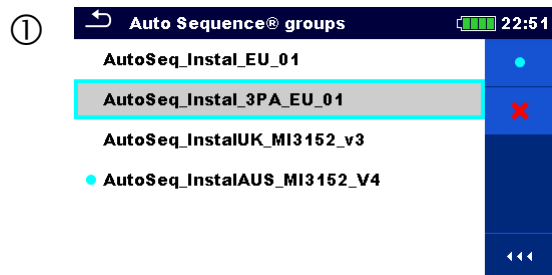 ①
Auto Sequence® groups 22:51
AutoSeq_Instal_EU_01
AutoSeq_Instal_3PA_EU_01
AutoSeq_InstalUK_MI3152_v3
AutoSeq_InstalAUS_MI3152_V4